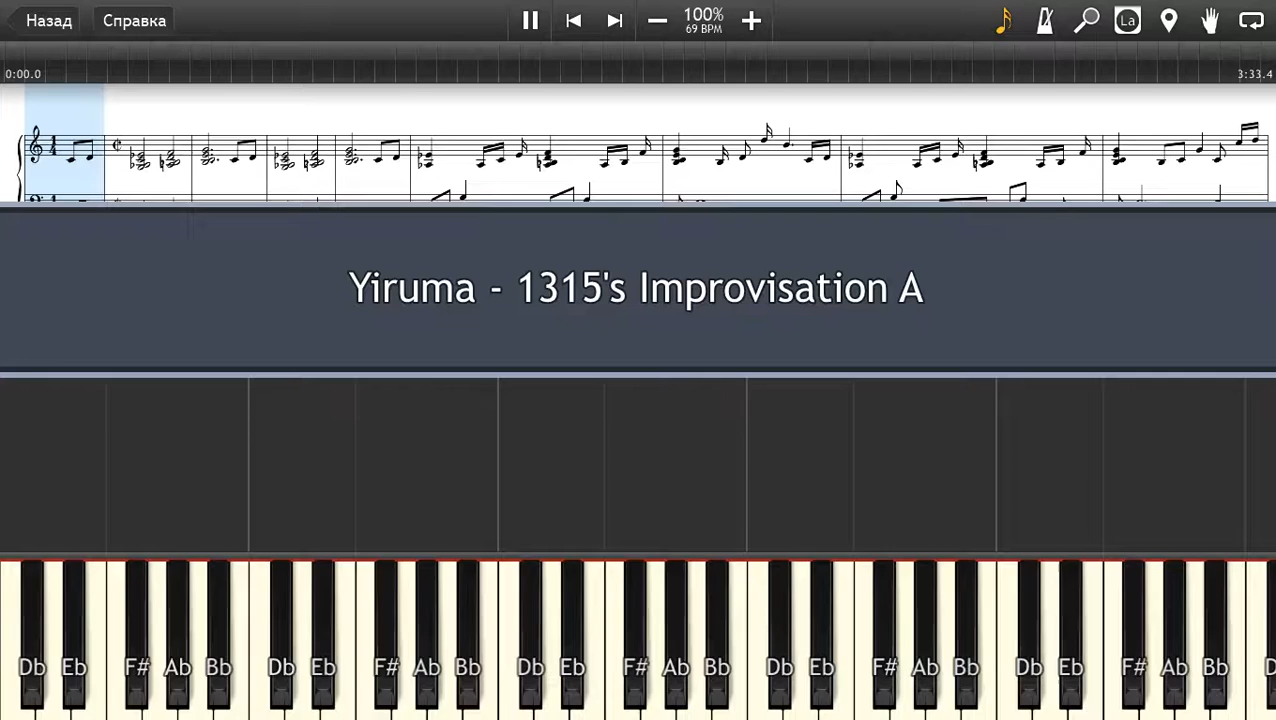 Назад Справка 100% La
69 BPM
0:00.0 3:33.4
Yiruma - 1315's Improvisation A
Db Eb F# Ab Bb Db Eb F# Ab Bb Db Eb F# Ab Bb Db Eb F# Ab Bb Db Eb F# Ab Bb